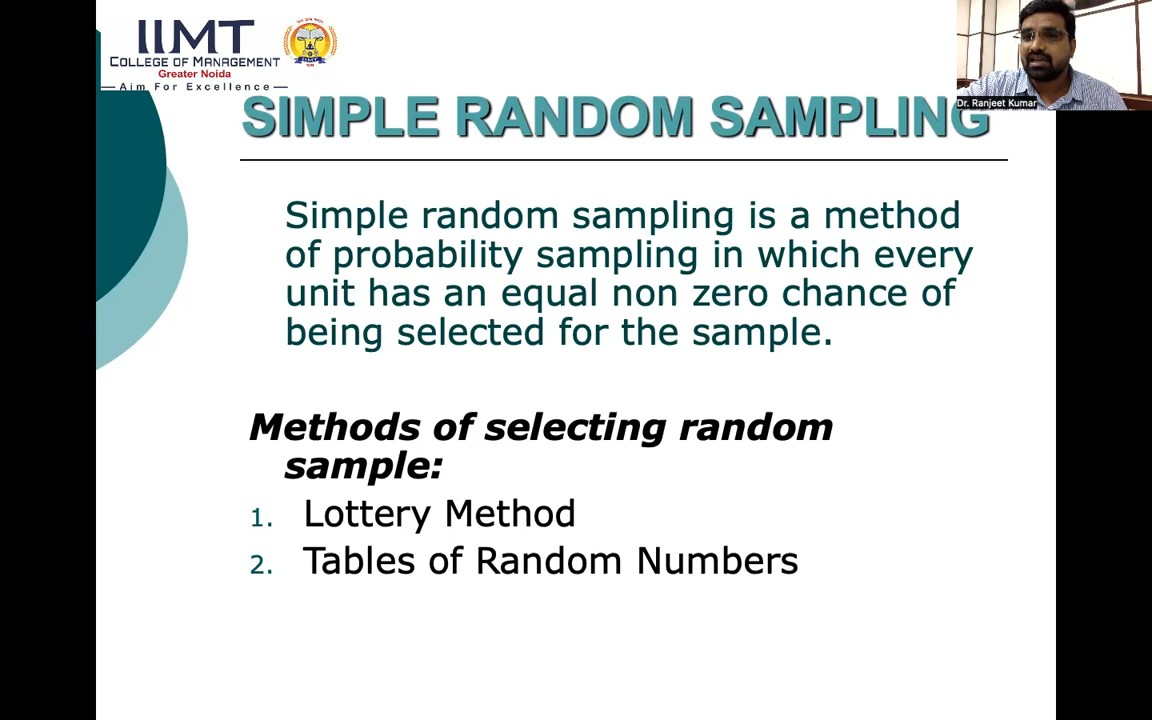 IIMT
COLLEGE OF MANAGEMENT
Greater Noida
—Aim For Excellence—
Dr. Ranjeet Kumar
SIMPLE RANDOM SAMPLING
Simple random sampling is a method
of probability sampling in which every
unit has an equal non zero chance of
being selected for the sample.
Methods of selecting random
sample:
1. Lottery Method
2. Tables of Random Numbers